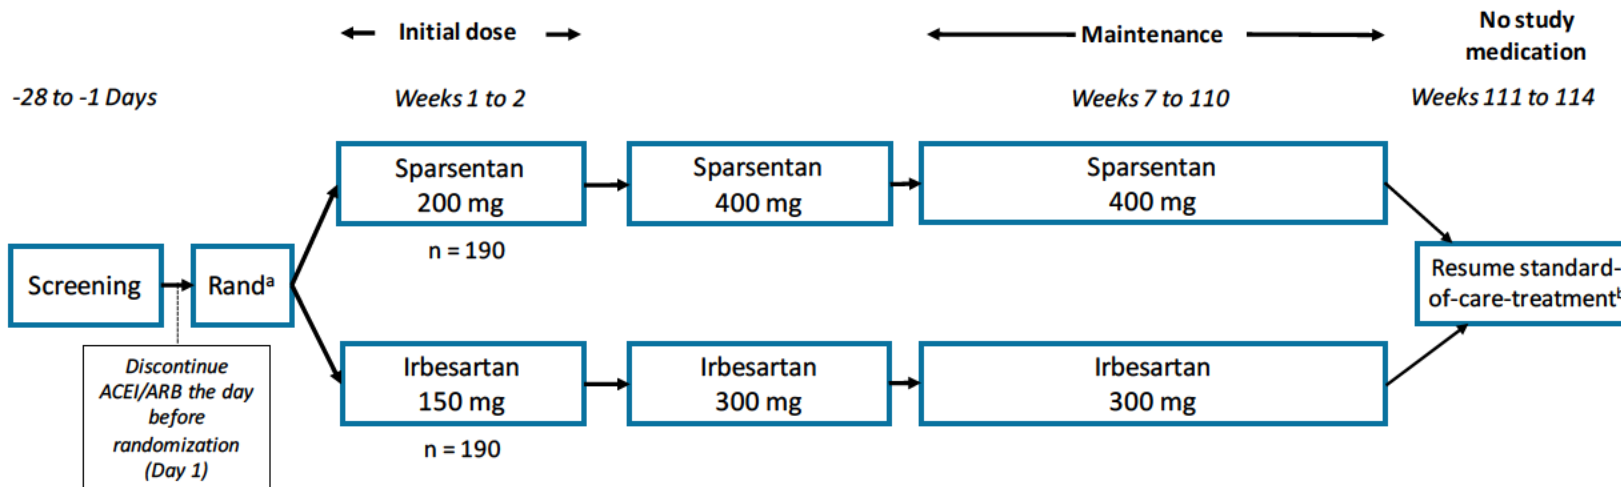 Initial dose
Maintenance
No study
medication
-28 to -1 Days
Weeks 1 to 2
Weeks 7 to 110
Weeks 111 to 114
Sparsentan
200 mg
Sparsentan
400 mg
Sparsentan
400 mg
n = 190
Screening
Randᵃ
Resume standard-
of-care-treatmentᵇ
Discontinue
ACEI/ARB the day
before
randomization
(Day 1)
Irbesartan
150 mg
Irbesartan
300 mg
Irbesartan
300 mg
n = 190